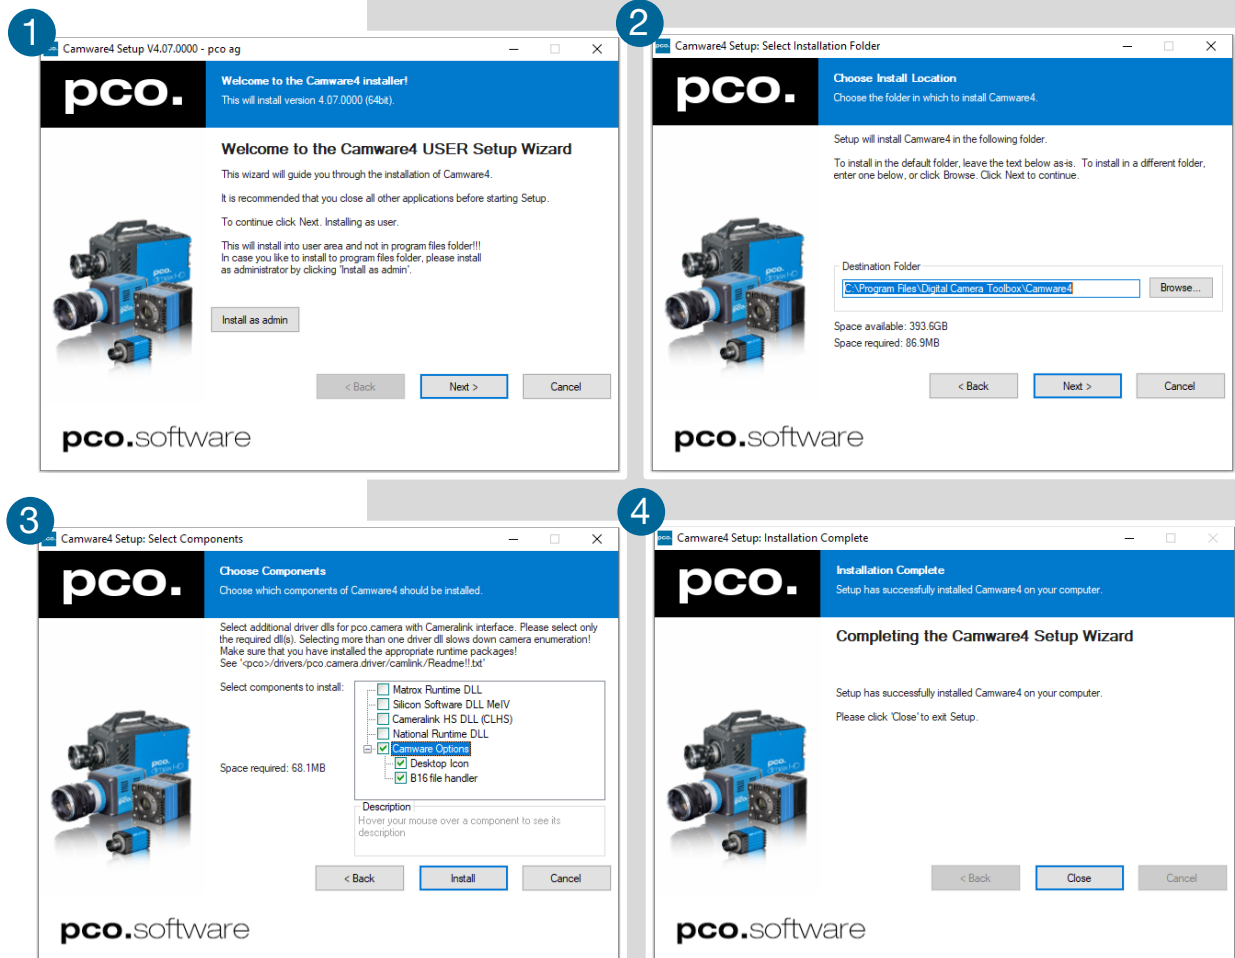 1
Camware4 Setup V4.07.0000 - pco ag
pco.
Welcome to the Camware4 installer!
This will install version 4.07.0000 (64bit).
Welcome to the Camware4 USER Setup Wizard
This wizard will guide you through the installation of Camware4.
It is recommended that you close all other applications before starting Setup.
To continue click Next. Installing as user.
This will install into user area and not in program files folder!!!
In case you like to install to program files folder, please install
as administrator by clicking 'Install as admin'.
Install as admin
< Back
Next >
Cancel
pco.software
2
Camware4 Setup: Select Installation Folder
pco.
Choose Install Location
Choose the folder in which to install Camware4.
Setup will install Camware4 in the following folder.
To install in the default folder, leave the text below as-is. To install in a different folder,
enter one below, or click Browse. Click Next to continue.
Destination Folder
C:\Program Files\Digital Camera Toolbox\Camware4
Browse...
Space available: 393.6GB
Space required: 86.9MB
< Back
Next >
Cancel
pco.software
3
Camware4 Setup: Select Components
pco.
Choose Components
Choose which components of Camware4 should be installed.
Select additional driver dlls for pco.camera with Cameralink interface. Please select only
the required dll(s). Selecting more than one driver dll slows down camera enumeration!
Make sure that you have installed the appropriate runtime packages!
See '<pco>/drivers/pco.camera.driver/camlink/Readme!!.txt'
Select components to install:
Matrox Runtime DLL
Silicon Software DLL MeIV
Cameralink HS DLL (CLHS)
National Runtime DLL
Camware Options
Desktop Icon
B16 file handler
Space required: 68.1MB
Description
Hover your mouse over a component to see its
description
< Back
Install
Cancel
pco.software
4
Camware4 Setup: Installation Complete
pco.
Installation Complete
Setup has successfully installed Camware4 on your computer.
Completing the Camware4 Setup Wizard
Setup has successfully installed Camware4 on your computer.
Please click 'Close' to exit Setup.
< Back
Close
Cancel
pco.software